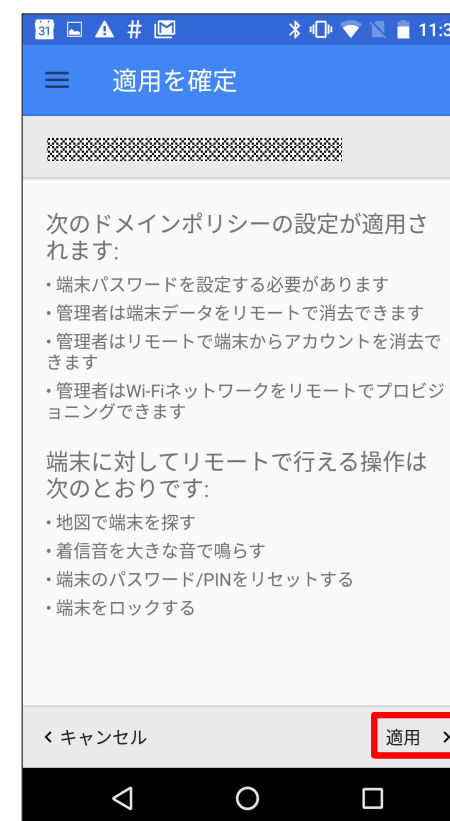 31 # 11:3
適用を確定
次のドメインポリシーの設定が適用さ
れます:
・端末パスワードを設定する必要があります
・管理者は端末データをリモートで消去できます
・管理者はリモートで端末からアカウントを消去で
きます
・管理者はWi-Fiネットワークをリモートでプロビジ
ョニングできます
端末に対してリモートで行える操作は
次のとおりです:
・地図で端末を探す
・着信音を大きな音で鳴らす
・端末のパスワード/PINをリセットする
・端末をロックする
キャンセル 適用